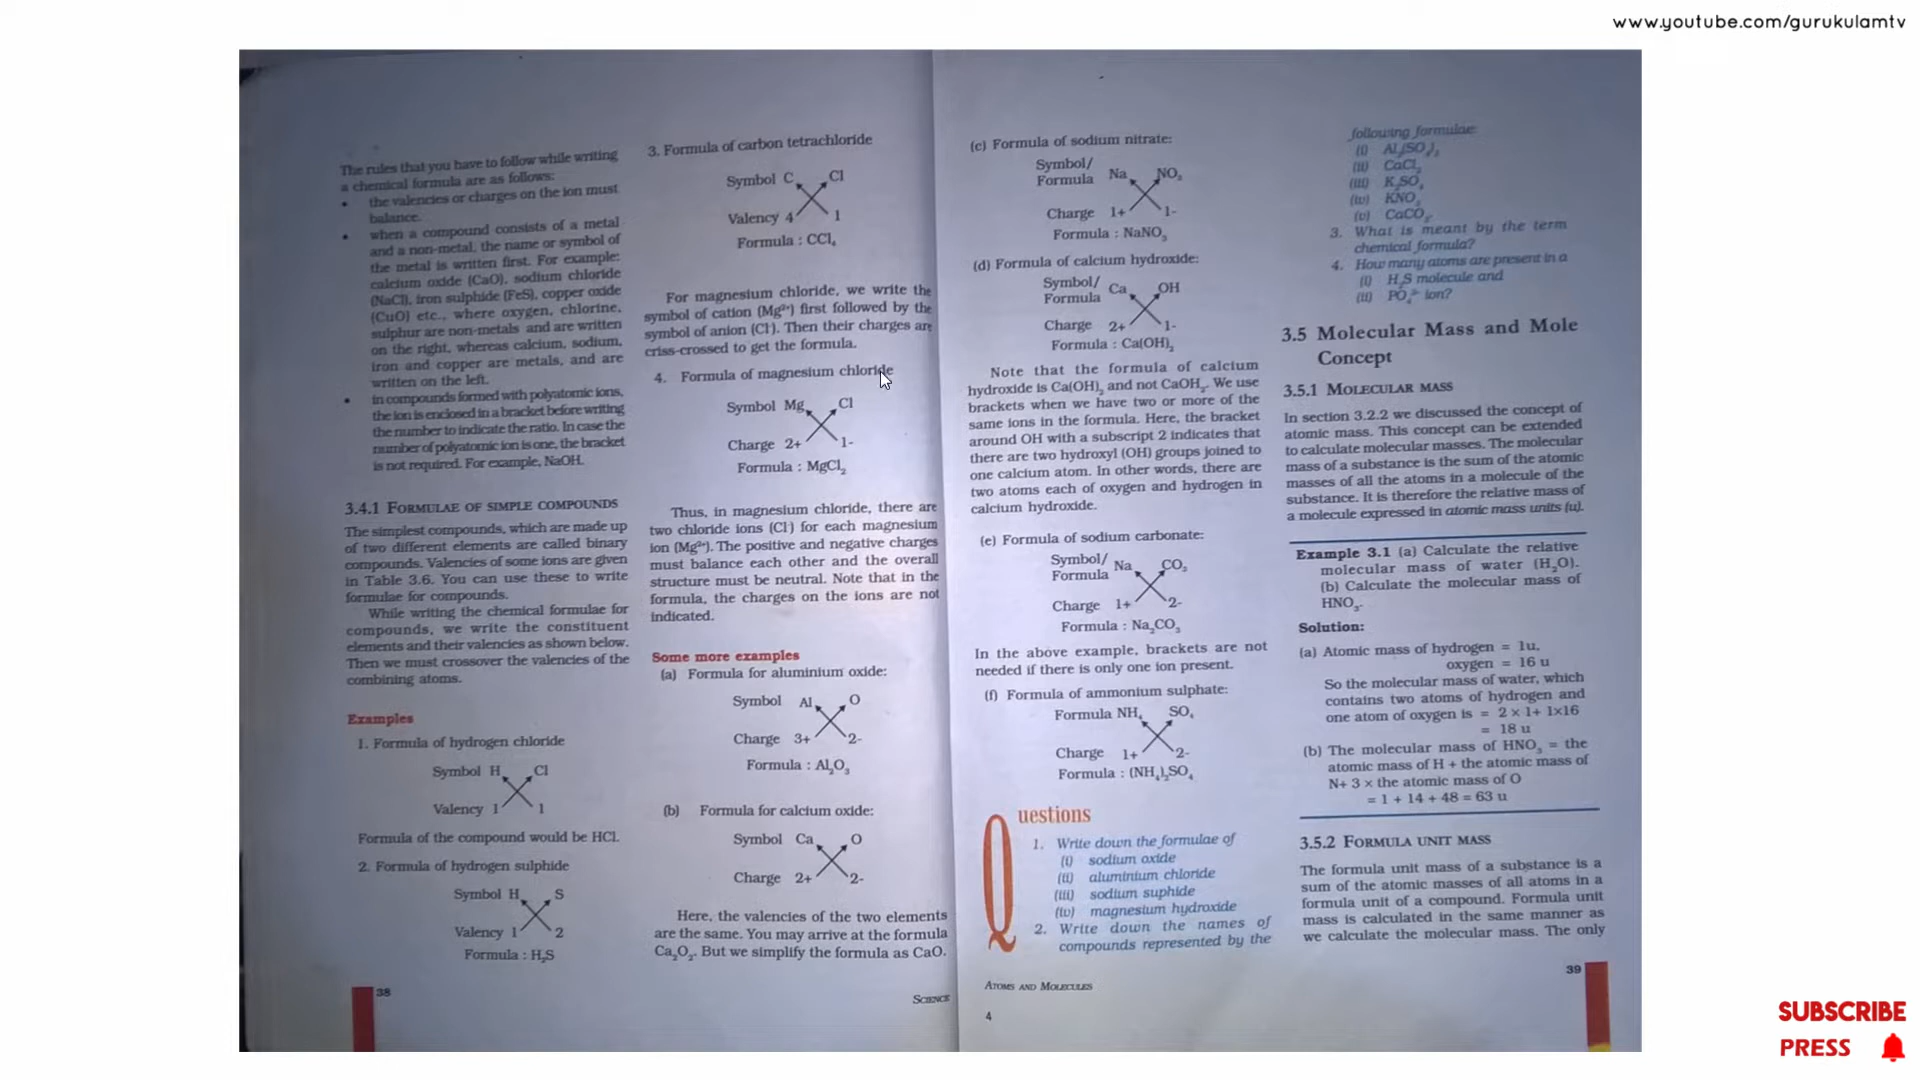 www.youtube.com/gurukulamtv
The rules that you have to follow while writing
a chemical formula are as follows:
• the valencies or charges on the ion must
balance.
• when a compound consists of a metal
and a non-metal, the name or symbol of
the metal is written first. For example:
calcium oxide (CaO), sodium chloride
(NaCl), iron sulphide (FeS), copper oxide
(CuO) etc., where oxygen, chlorine,
sulphur are non-metals and are written
on the right, whereas calcium, sodium,
iron and copper are metals, and are
written on the left.
• in compounds formed with polyatomic ions,
the ion is enclosed in a bracket before writing
the number to indicate the ratio. In case the
number of polyatomic ion is one, the bracket
is not required. For example, NaOH.
3.4.1 FORMULAE OF SIMPLE COMPOUNDS
The simplest compounds, which are made up
of two different elements are called binary
compounds. Valencies of some ions are given
in Table 3.6. You can use these to write
formulae for compounds.
While writing the chemical formulae for
compounds, we write the constituent
elements and their valencies as shown below.
Then we must crossover the valencies of the
combining atoms.
Examples
1. Formula of hydrogen chloride
Symbol H Cl
Valency 1 1
Formula of the compound would be HCl.
2. Formula of hydrogen sulphide
Symbol H S
Valency 1 2
Formula : H₂S
38
3. Formula of carbon tetrachloride
Symbol C Cl
Valency 4 1
Formula : CCl₄
For magnesium chloride, we write the
symbol of cation (Mg²⁺) first followed by the
symbol of anion (Cl⁻). Then their charges are
criss-crossed to get the formula.
4. Formula of magnesium chloride
Symbol Mg Cl
Charge 2+ 1-
Formula : MgCl₂
Thus, in magnesium chloride, there are
two chloride ions (Cl⁻) for each magnesium
ion (Mg²⁺). The positive and negative charges
must balance each other and the overall
structure must be neutral. Note that in the
formula, the charges on the ions are not
indicated.
Some more examples
(a) Formula for aluminium oxide:
Symbol Al O
Charge 3+ 2-
Formula : Al₂O₃
(b) Formula for calcium oxide:
Symbol Ca O
Charge 2+ 2-
Here, the valencies of the two elements
are the same. You may arrive at the formula
Ca₂O₂. But we simplify the formula as CaO.
SCIENCE
(c) Formula of sodium nitrate:
Symbol/
Formula Na NO₃
Charge 1+ 1-
Formula : NaNO₃
(d) Formula of calcium hydroxide:
Symbol/
Formula Ca OH
Charge 2+ 1-
Formula : Ca(OH)₂
Note that the formula of calcium
hydroxide is Ca(OH)₂ and not CaOH₂. We use
brackets when we have two or more of the
same ions in the formula. Here, the bracket
around OH with a subscript 2 indicates that
there are two hydroxyl (OH) groups joined to
one calcium atom. In other words, there are
two atoms each of oxygen and hydrogen in
calcium hydroxide.
(e) Formula of sodium carbonate:
Symbol/
Formula Na CO₃
Charge 1+ 2-
Formula : Na₂CO₃
In the above example, brackets are not
needed if there is only one ion present.
(f) Formula of ammonium sulphate:
Formula NH₄ SO₄
Charge 1+ 2-
Formula : (NH₄)₂SO₄
Questions
1. Write down the formulae of
(i) sodium oxide
(ii) aluminium chloride
(iii) sodium suphide
(iv) magnesium hydroxide
2. Write down the names of
compounds represented by the
ATOMS AND MOLECULES
4
following formulae:
(i) Al₂(SO₄)₃
(ii) CaCl₂
(iii) K₂SO₄
(iv) KNO₃
(v) CaCO₃.
3. What is meant by the term
chemical formula?
4. How many atoms are present in a
(i) H₂S molecule and
(ii) PO₄³⁻ ion?
3.5 Molecular Mass and Mole
Concept
3.5.1 MOLECULAR MASS
In section 3.2.2 we discussed the concept of
atomic mass. This concept can be extended
to calculate molecular masses. The molecular
mass of a substance is the sum of the atomic
masses of all the atoms in a molecule of the
substance. It is therefore the relative mass of
a molecule expressed in atomic mass units (u).
Example 3.1 (a) Calculate the relative
molecular mass of water (H₂O).
(b) Calculate the molecular mass of
HNO₃.
Solution:
(a) Atomic mass of hydrogen = 1u,
oxygen = 16 u
So the molecular mass of water, which
contains two atoms of hydrogen and
one atom of oxygen is = 2 × 1+ 1×16
= 18 u
(b) The molecular mass of HNO₃ = the
atomic mass of H + the atomic mass of
N+ 3 × the atomic mass of O
= 1 + 14 + 48 = 63 u
3.5.2 FORMULA UNIT MASS
The formula unit mass of a substance is a
sum of the atomic masses of all atoms in a
formula unit of a compound. Formula unit
mass is calculated in the same manner as
we calculate the molecular mass. The only
39
SUBSCRIBE
PRESS